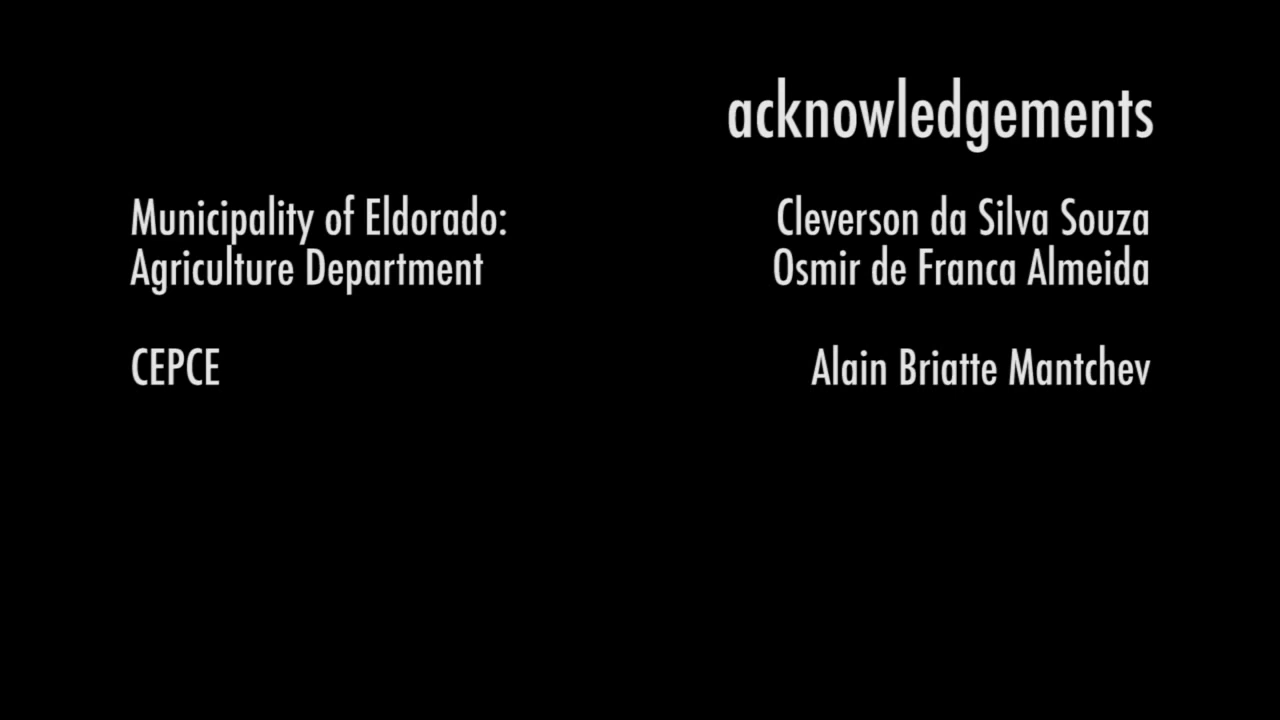 acknowledgements
Municipality of Eldorado: Cleverson da Silva Souza
Agriculture Department Osmir de Franca Almeida
CEPCE Alain Briatte Mantchev